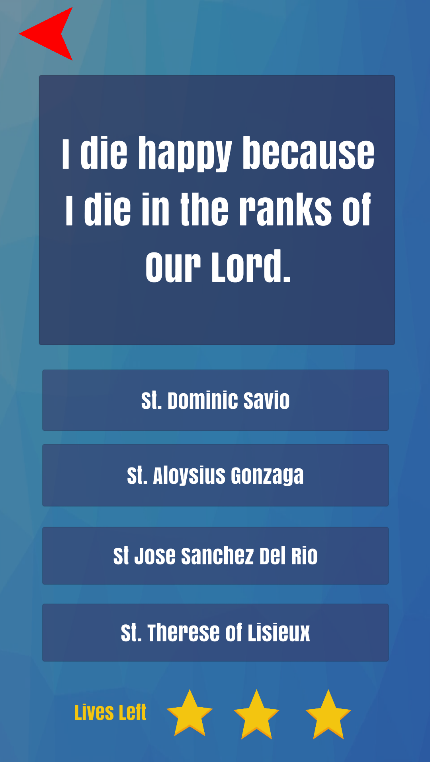 I die happy because
I die in the ranks of
Our Lord.
St. Dominic Savio
St. Aloysius Gonzaga
St Jose Sanchez Del Rio
St. Therese of Lisieux
Lives Left